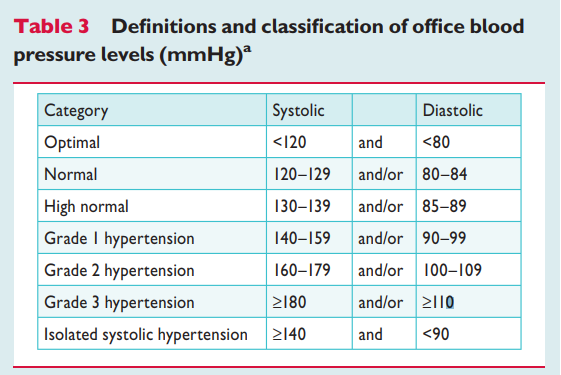 Table 3 Definitions and classification of office blood
pressure levels (mmHg)a
Category Systolic Diastolic
Optimal <120 and <80
Normal 120–129 and/or 80–84
High normal 130–139 and/or 85–89
Grade 1 hypertension 140–159 and/or 90–99
Grade 2 hypertension 160–179 and/or 100–109
Grade 3 hypertension ≥180 and/or ≥110
Isolated systolic hypertension ≥140 and <90